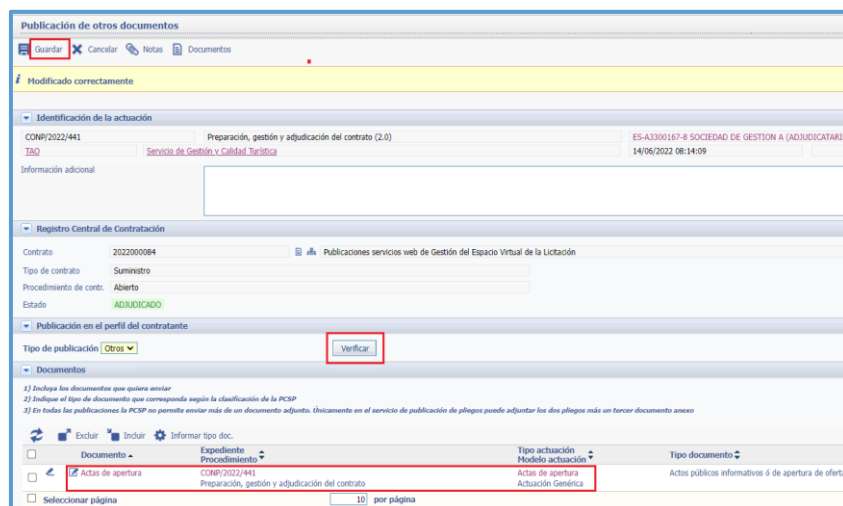 Publicación de otros documentos
Guardar Cancelar Notas Documentos
Modificado correctamente
Identificación de la actuación
CONP/2022/441 Preparación, gestión y adjudicación del contrato (2.0) ES-A3300167-8 SOCIEDAD DE GESTION A (ADJUDICATARI
TAO Servicio de Gestión y Calidad Turística 14/06/2022 08:14:09
Información adicional
Registro Central de Contratación
Contrato 2022000084 Publicaciones servicios web de Gestión del Espacio Virtual de la Licitación
Tipo de contrato Suministro
Procedimiento de contr. Abierto
Estado ADJUDICADO
Publicación en el perfil del contratante
Tipo de publicación Otros Verificar
Documentos
1) Incluya los documentos que quiera enviar
2) Indique el tipo de documento que corresponda según la clasificación de la PCSP
3) En todas las publicaciones la PCSP no permite enviar más de un documento adjunto. Únicamente en el servicio de publicación de pliegos puede adjuntar los dos pliegos más un tercer documento anexo
Excluir Incluir Informar tipo doc.
Documento Expediente Procedimiento Tipo actuación Modelo actuación Tipo documento
Actas de apertura CONP/2022/441 Actas de apertura Actos públicos informativos ó de apertura de oferta
Preparación, gestión y adjudicación del contrato Actuación Genérica
Seleccionar página 10 por página